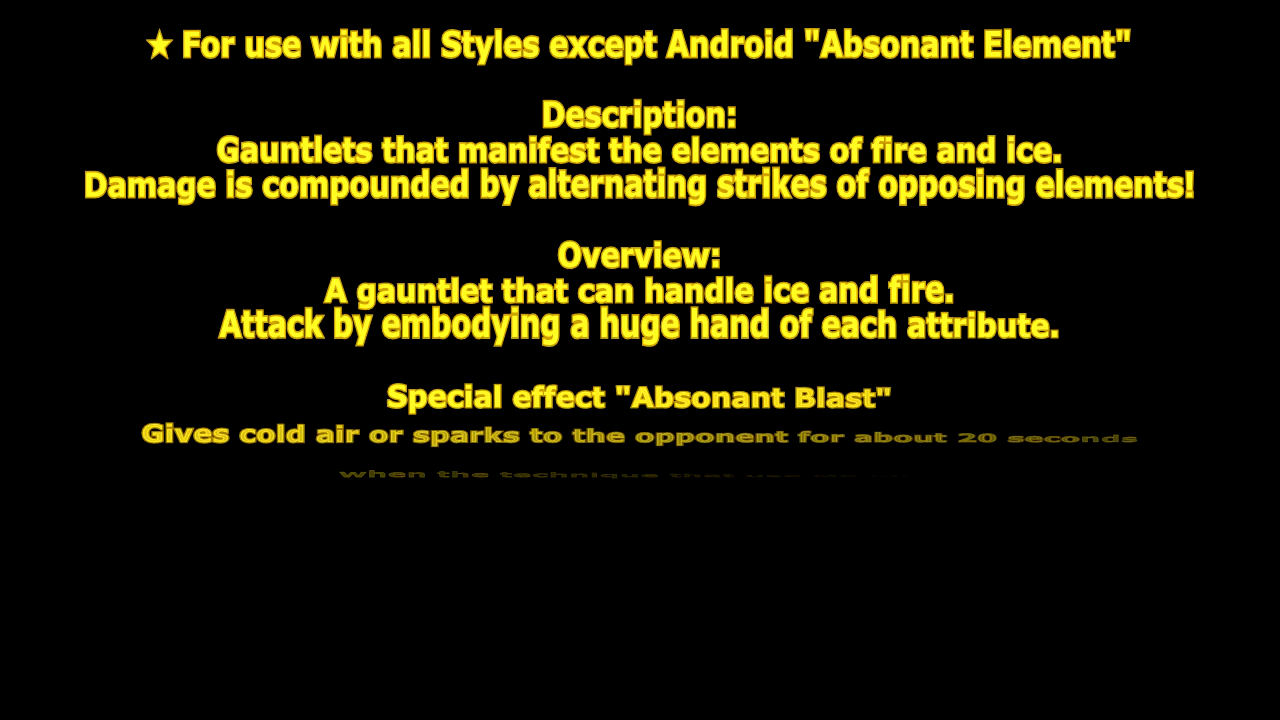 ★ For use with all Styles except Android "Absonant Element"
Description:
Gauntlets that manifest the elements of fire and ice.
Damage is compounded by alternating strikes of opposing elements!
Overview:
A gauntlet that can handle ice and fire.
Attack by embodying a huge hand of each attribute.
Special effect "Absonant Blast"
Gives cold air or sparks to the opponent for about 20 seconds
when the technique that